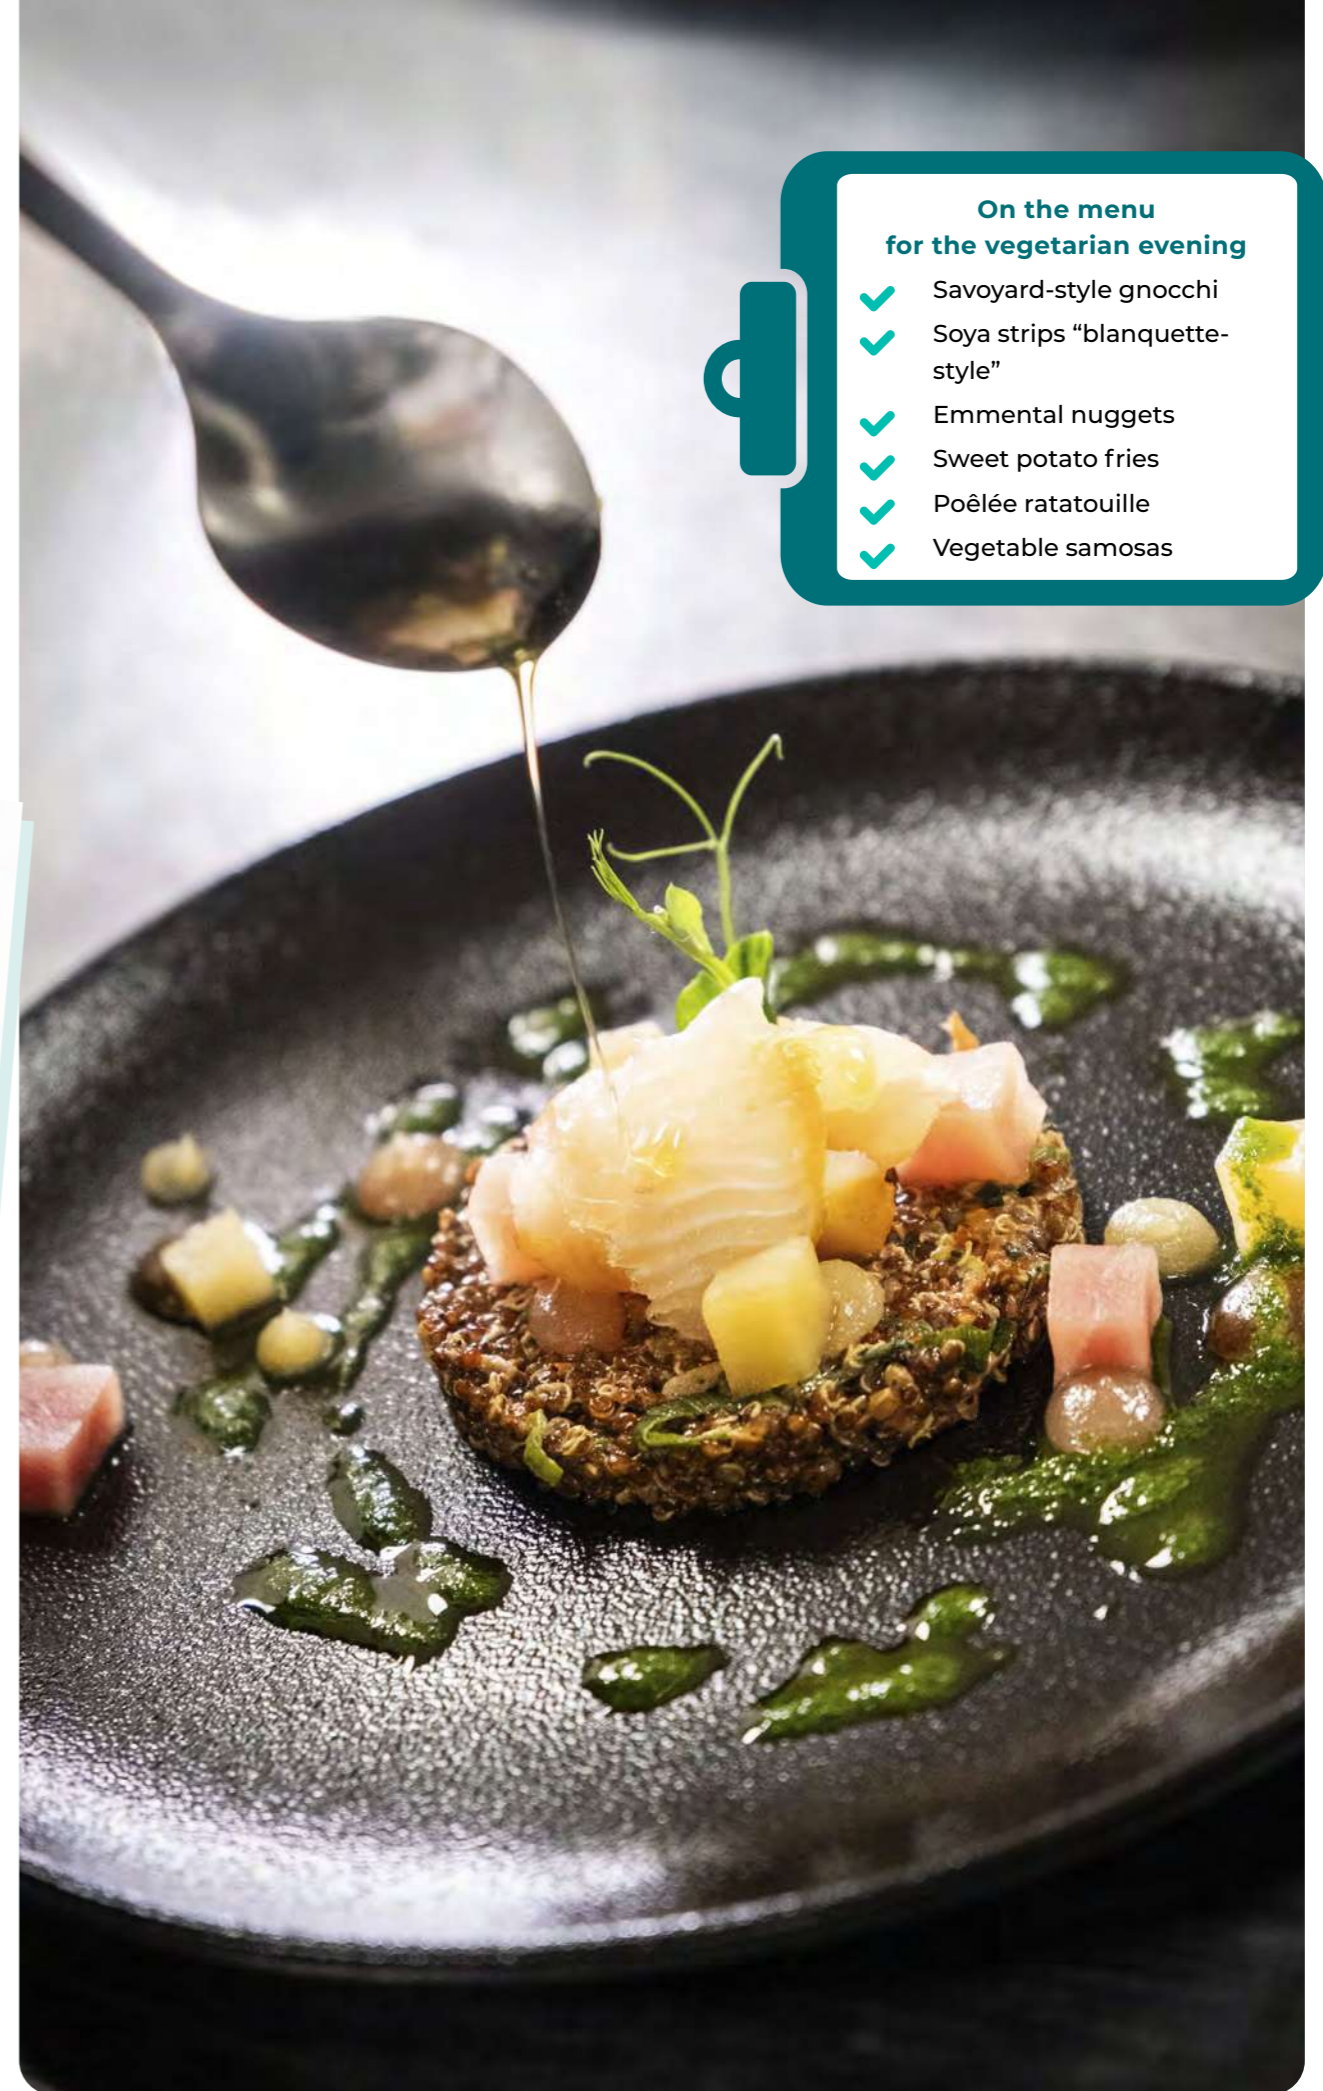 On the menu
for the vegetarian evening
Savoyard-style gnocchi
Soya strips “blanquette-
style”
Emmental nuggets
Sweet potato fries
Poêlée ratatouille
Vegetable samosas